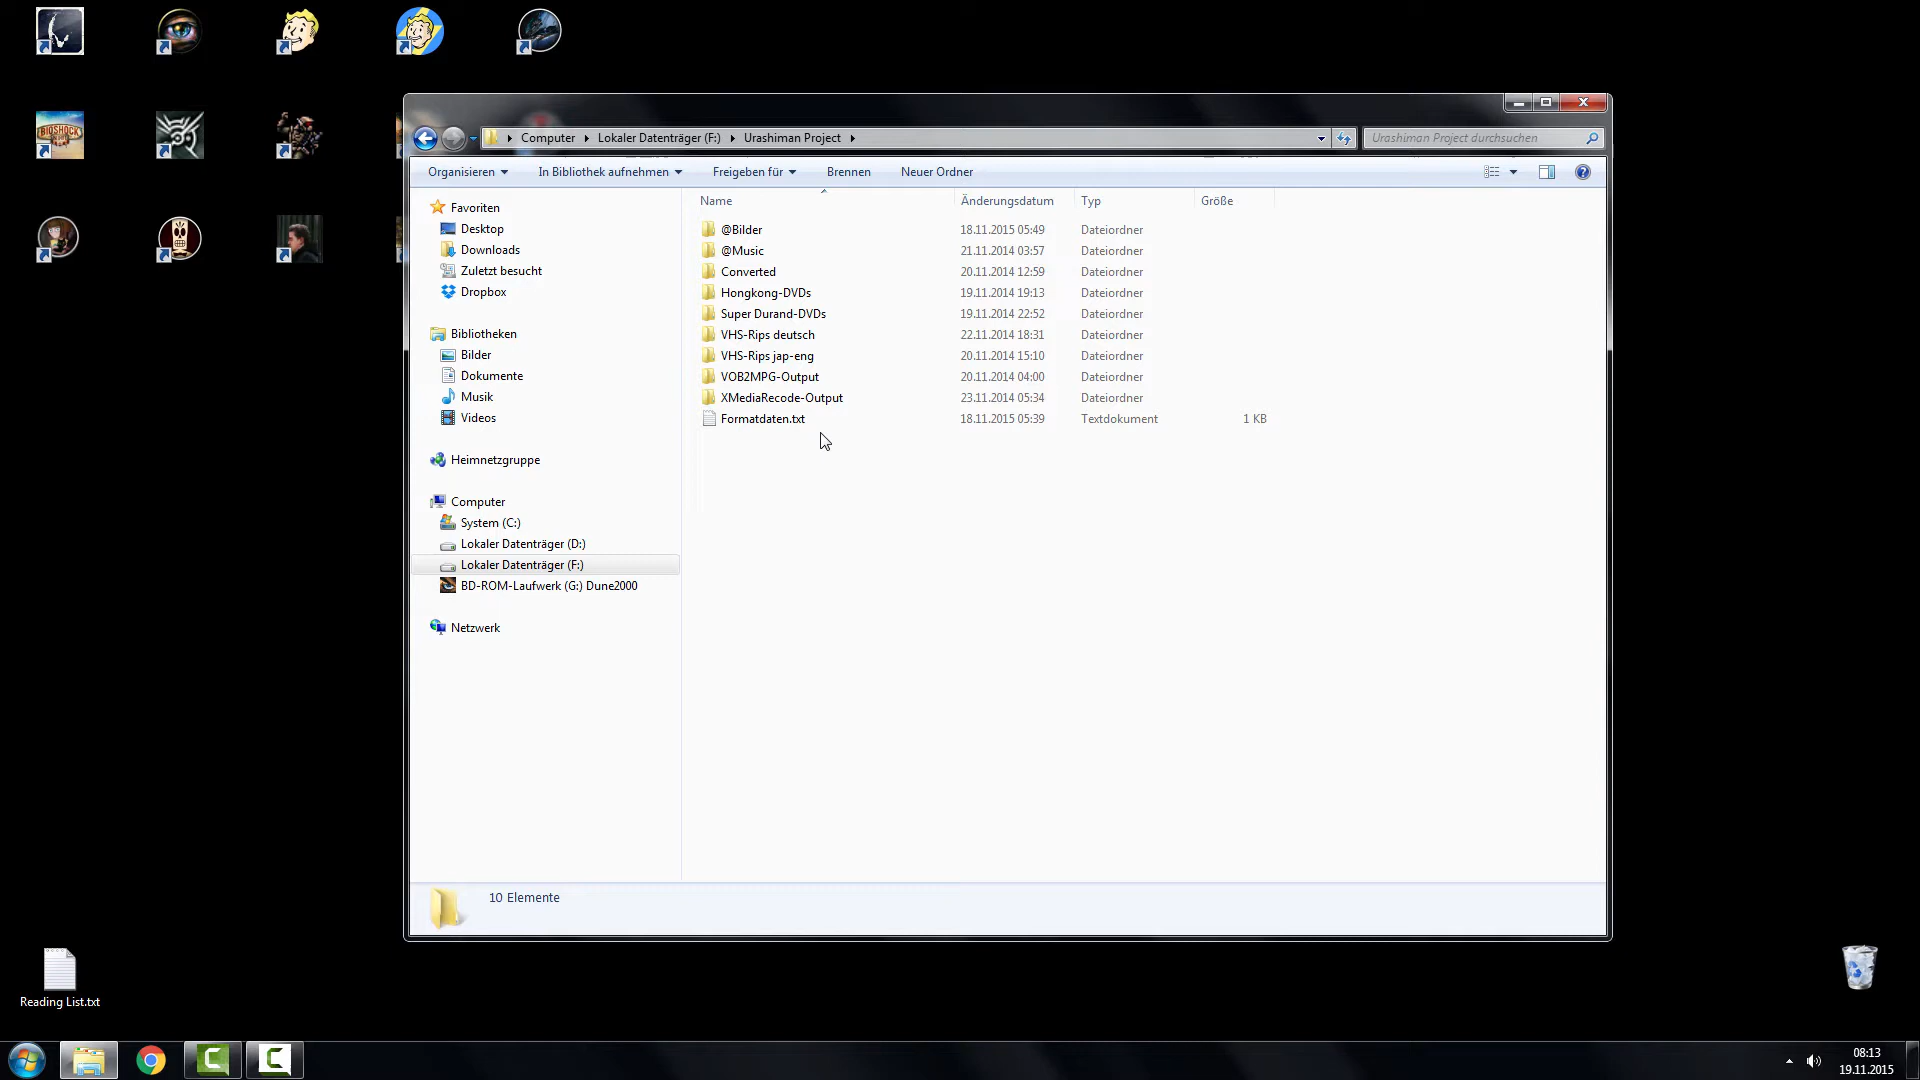 BIOSHOCK
Computer Lokaler Datenträger (F:) Urashiman Project
Urashiman Project durchsuchen
Organisieren In Bibliothek aufnehmen Freigeben für Brennen Neuer Ordner
Favoriten
Desktop
Downloads
Zuletzt besucht
Dropbox
Bibliotheken
Bilder
Dokumente
Musik
Videos
Heimnetzgruppe
Computer
System (C:)
Lokaler Datenträger (D:)
Lokaler Datenträger (F:)
BD-ROM-Laufwerk (G:) Dune2000
Netzwerk
Name Änderungsdatum Typ Größe
@Bilder 18.11.2015 05:49 Dateiordner
@Music 21.11.2014 03:57 Dateiordner
Converted 20.11.2014 12:59 Dateiordner
Hongkong-DVDs 19.11.2014 19:13 Dateiordner
Super Durand-DVDs 19.11.2014 22:52 Dateiordner
VHS-Rips deutsch 22.11.2014 18:31 Dateiordner
VHS-Rips jap-eng 20.11.2014 15:10 Dateiordner
VOB2MPG-Output 20.11.2014 04:00 Dateiordner
XMediaRecode-Output 23.11.2014 05:34 Dateiordner
Formatdaten.txt 18.11.2015 05:39 Textdokument 1 KB
10 Elemente
Reading List.txt
08:13
19.11.2015